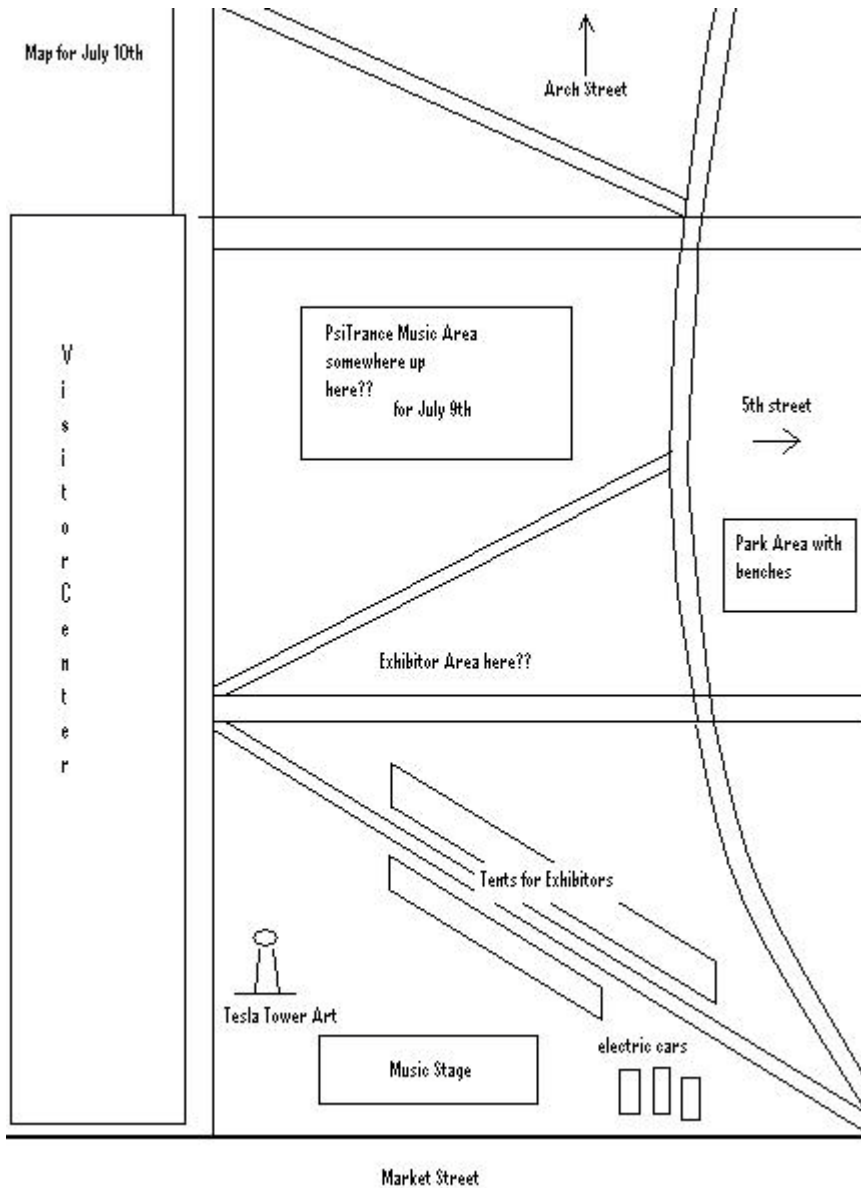 Map for July 10th
Arch Street
PsiTrance Music Area
somewhere up
here??
for July 9th
5th street
VisitorCenter
Park Area with
benches
Exhibitor Area here??
Tents for Exhibitors
Tesla Tower Art
electric cars
Music Stage
Market Street